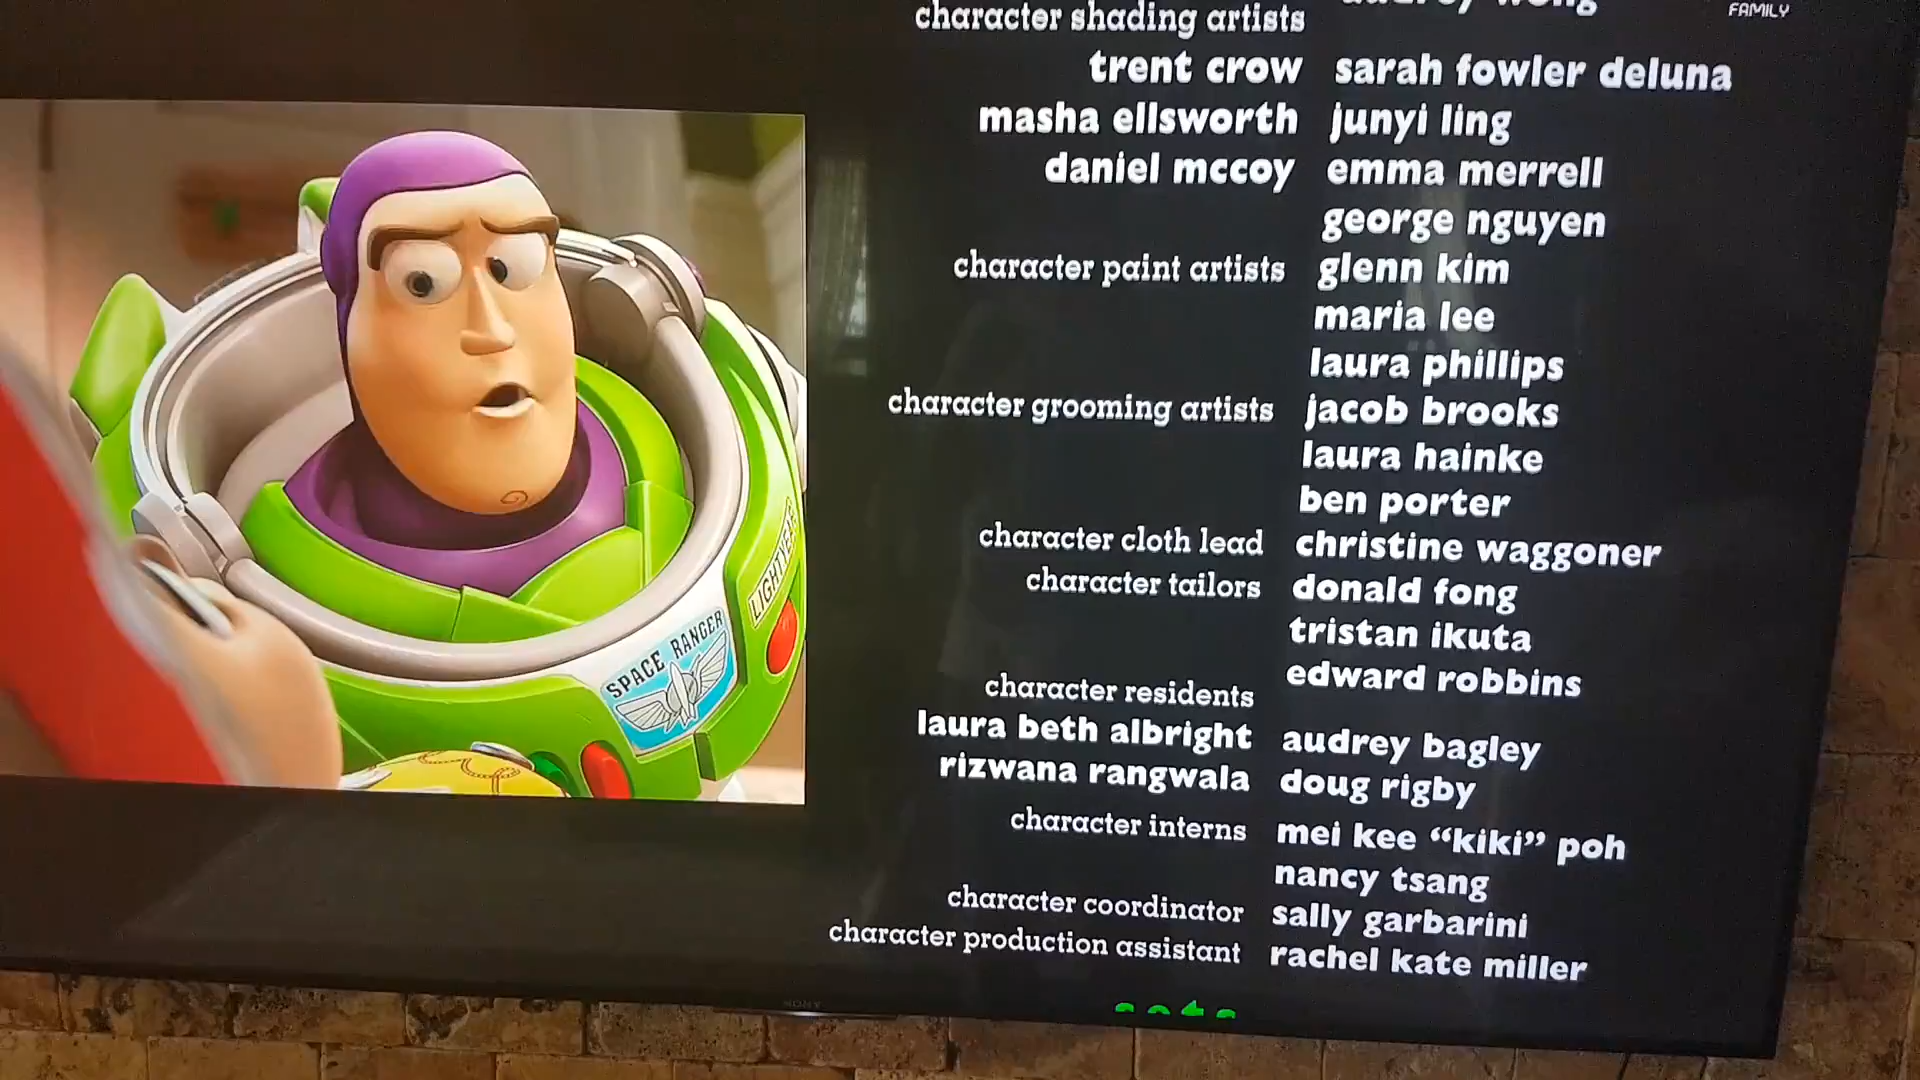 FAMILY
character shading artists
trent crow sarah fowler deluna
masha ellsworth junyi ling
daniel mccoy emma merrell
george nguyen
character paint artists glenn kim
maria lee
laura phillips
character grooming artists jacob brooks
laura hainke
ben porter
character cloth lead christine waggoner
character tailors donald fong
tristan ikuta
edward robbins
character residents
laura beth albright audrey bagley
rizwana rangwala doug rigby
character interns mei kee “kiki” poh
nancy tsang
character coordinator sally garbarini
character production assistant rachel kate miller
SPACE RANGER
SONY